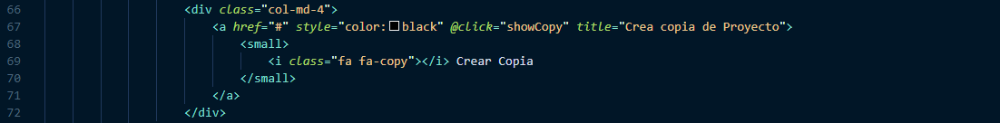 66 <div class="col-md-4">
67 <a href="#" style="color:black" @click="showCopy" title="Crea copia de Proyecto">
68 <small>
69 <i class="fa fa-copy"></i> Crear Copia
70 </small>
71 </a>
72 </div>